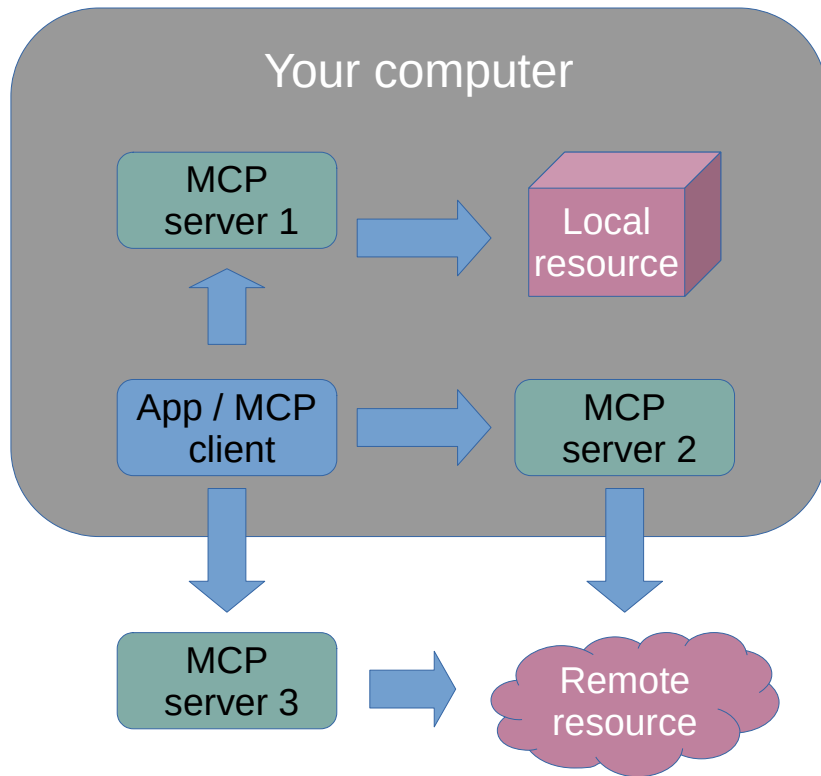 Your computer
MCP
server 1
Local
resource
App / MCP
client
MCP
server 2
MCP
server 3
Remote
resource